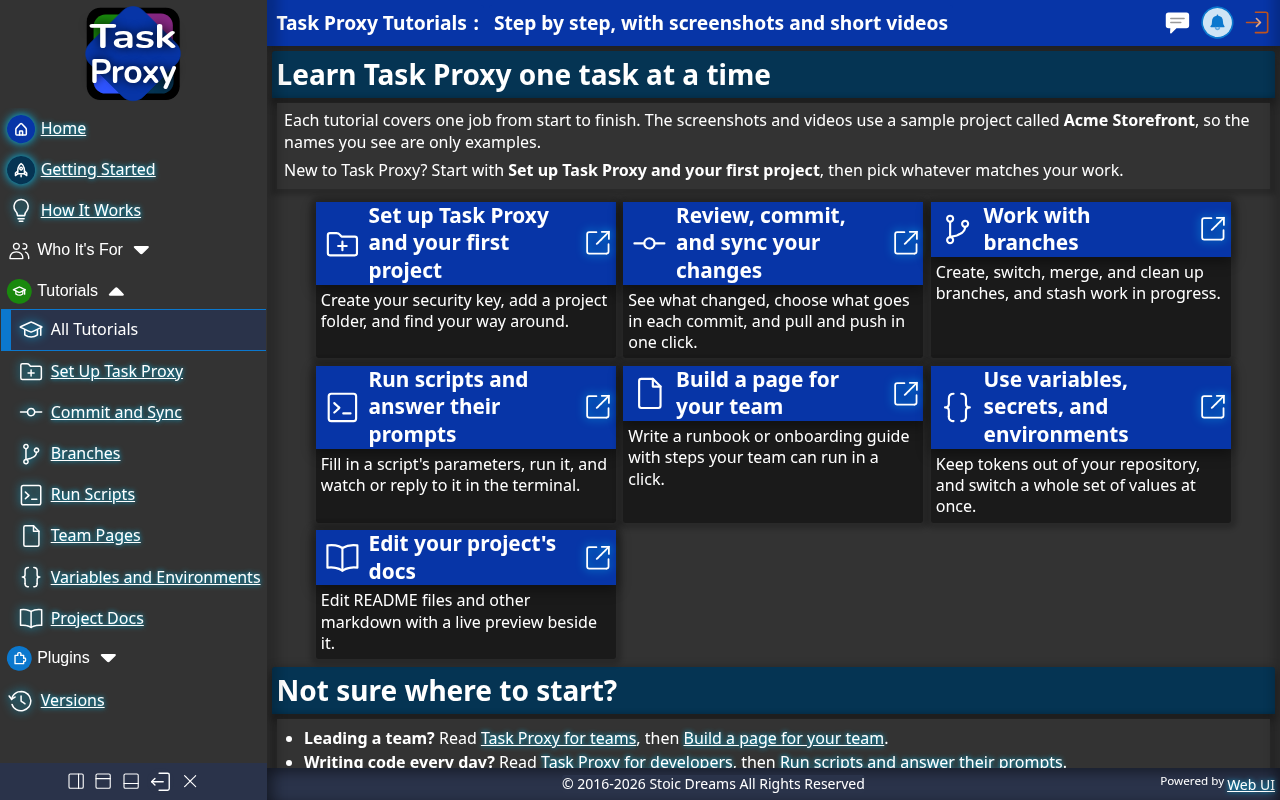 Task
Proxy
Home
Getting Started
How It Works
Who It's For
Tutorials
All Tutorials
Set Up Task Proxy
Commit and Sync
Branches
Run Scripts
Team Pages
Variables and Environments
Project Docs
Plugins
Versions
Task Proxy Tutorials : Step by step, with screenshots and short videos
Learn Task Proxy one task at a time
Each tutorial covers one job from start to finish. The screenshots and videos use a sample project called Acme Storefront, so the
names you see are only examples.
New to Task Proxy? Start with Set up Task Proxy and your first project, then pick whatever matches your work.
Set up Task Proxy
and your first
project
Create your security key, add a project
folder, and find your way around.
Review, commit,
and sync your
changes
See what changed, choose what goes
in each commit, and pull and push in
one click.
Work with
branches
Create, switch, merge, and clean up
branches, and stash work in progress.
Run scripts and
answer their
prompts
Fill in a script's parameters, run it, and
watch or reply to it in the terminal.
Build a page for
your team
Write a runbook or onboarding guide
with steps your team can run in a
click.
Use variables,
secrets, and
environments
Keep tokens out of your repository,
and switch a whole set of values at
once.
Edit your project's
docs
Edit README files and other
markdown with a live preview beside
it.
Not sure where to start?
Leading a team? Read Task Proxy for teams, then Build a page for your team.
Writing code every day? Read Task Proxy for developers, then Run scripts and answer their prompts.
© 2016-2026 Stoic Dreams All Rights Reserved
Powered by Web UI